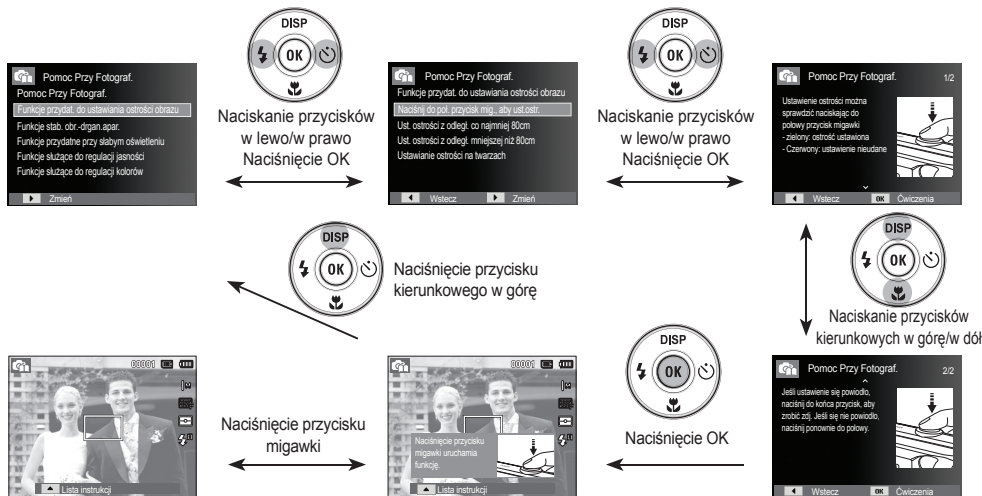 DISP
OK
DISP
OK
Pomoc Przy Fotograf.
Pomoc Przy Fotograf.
Funkcje przydat. do ustawiania ostrości obrazu
Funkcje stab. obr.-drgan.apar.
Funkcje przydatne przy słabym oświetleniu
Funkcje służące do regulacji jasności
Funkcje służące do regulacji kolorów
Zmień
Naciskanie przycisków
w lewo/w prawo
Naciśnięcie OK
Pomoc Przy Fotograf.
Funkcje przydat. do ustawiania ostrości obrazu
Naciśnij do poł. przycisk mig., aby ust.ostr.
Ust. ostrości z odległ. co najmniej 80cm
Ust. ostrości z odległ. mniejszej niż 80cm
Ustawianie ostrości na twarzach
Wstecz
Zmień
Naciskanie przycisków
w lewo/w prawo
Naciśnięcie OK
Pomoc Przy Fotograf.
1/2
Ustawienie ostrości można
sprawdzić naciskając do
połowy przycisk migawki
- zielony: ostrość ustawiona
- Czerwony: ustawienie nieudane
Wstecz
OK
Ćwiczenia
DISP
OK
Naciśnięcie przycisku
kierunkowego w górę
DISP
OK
Naciskanie przycisków
kierunkowych w górę/w dół
00001
Lista instrukcji
Naciśnięcie przycisku
migawki
00001
Naciśnięcie przycisku
migawki uruchamia
funkcję.
Lista instrukcji
DISP
OK
Naciśnięcie OK
Pomoc Przy Fotograf.
2/2
Jeśli ustawienie się powiodło,
naciśnij do końca przycisk, aby
zrobić zdj. Jeśli się nie powiodło,
naciśnij ponownie do połowy.
Wstecz
OK
Ćwiczenia